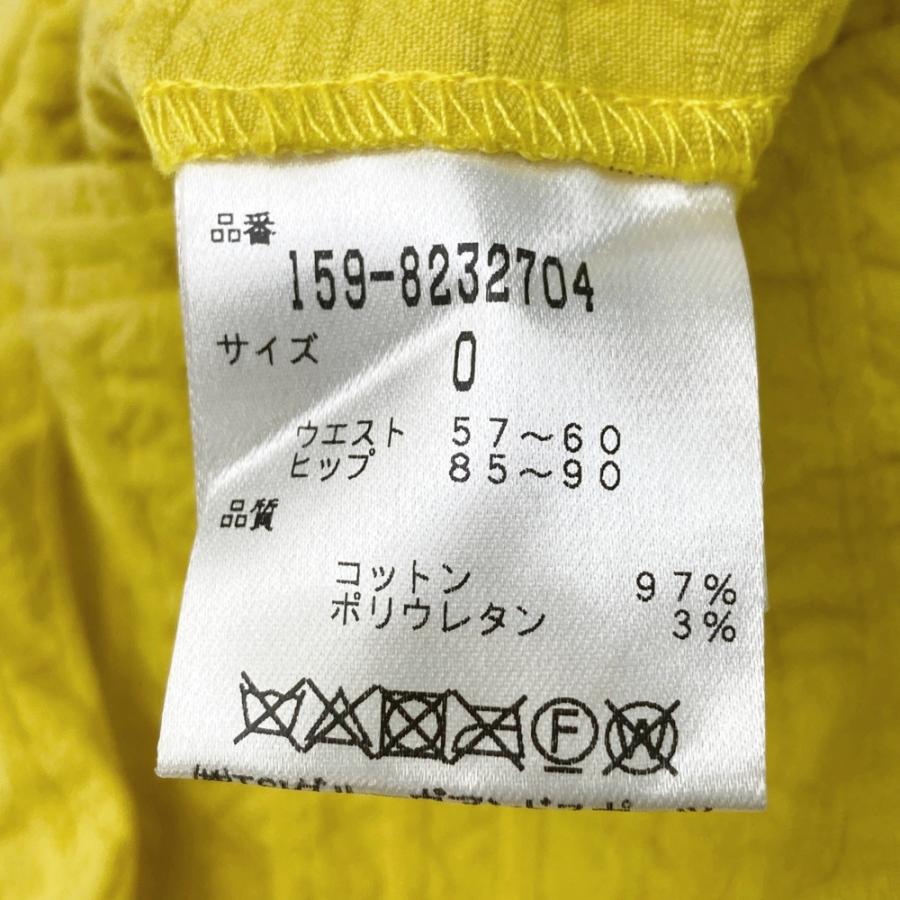 品番
159-8232704
サイズ 0
ウエスト 57～60
ヒップ 85～90
品質
コットン 97%
ポリウレタン 3%
F
W